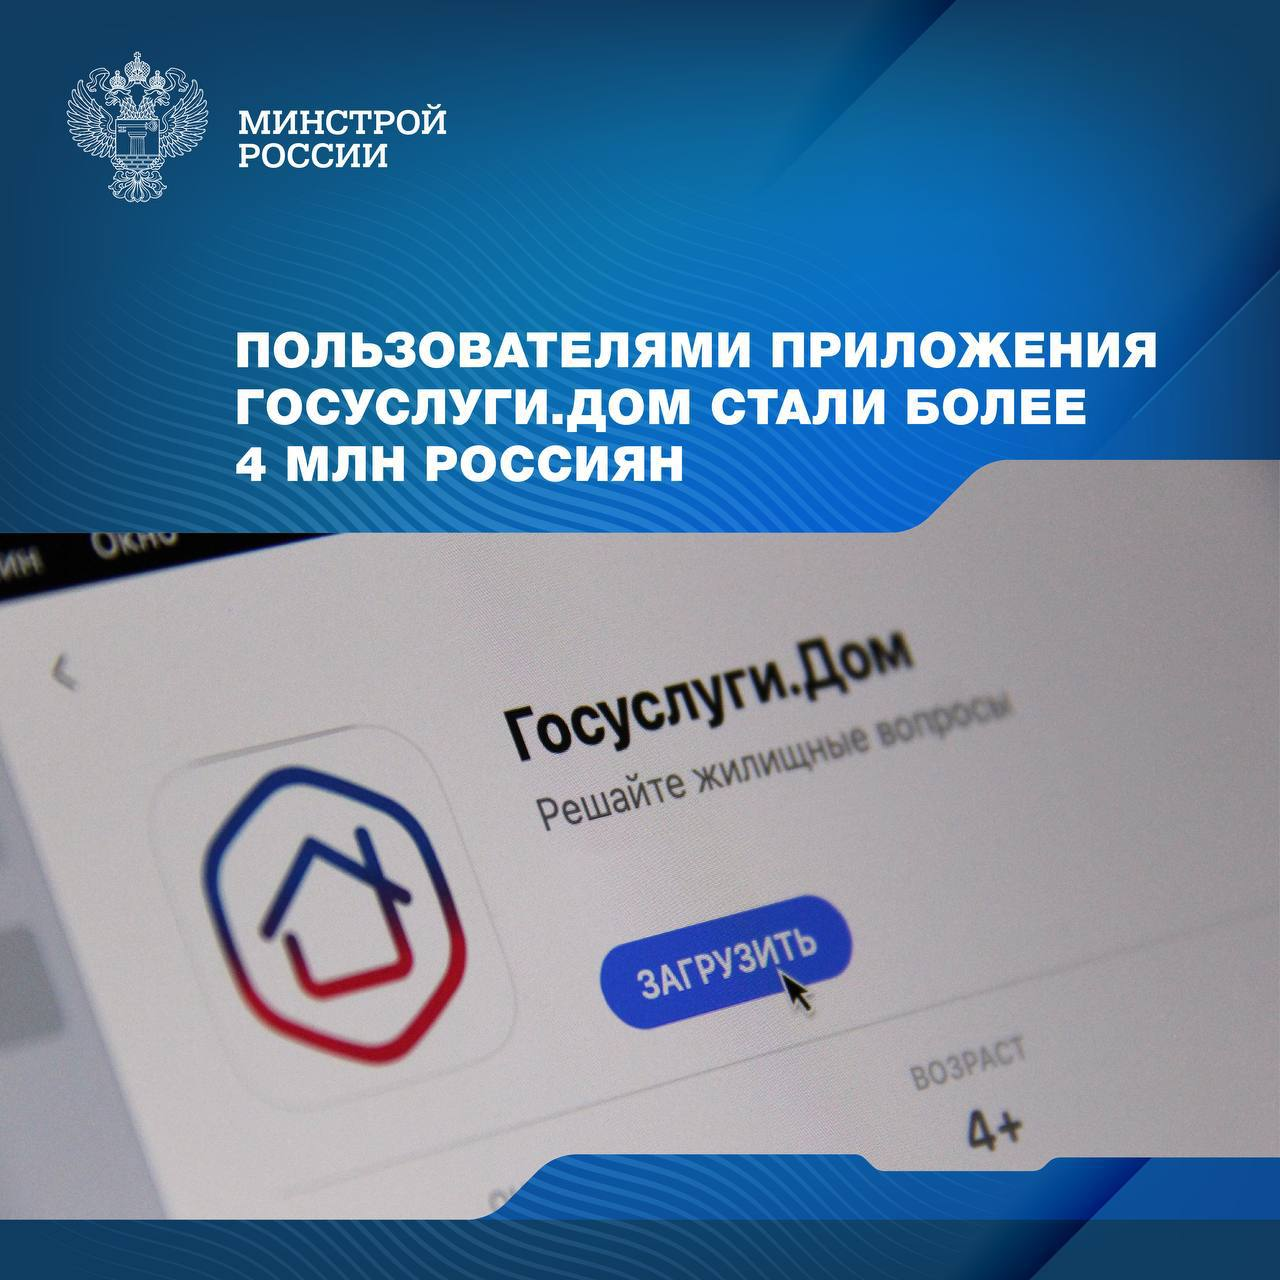 МИНСТРОЙ
РОССИИ
ПОЛЬЗОВАТЕЛЯМИ ПРИЛОЖЕНИЯ
ГОСУСЛУГИ.ДОМ СТАЛИ БОЛЕЕ
4 МЛН РОССИЯН
Окно
Госуслуги.Дом
Решайте жилищные вопросы
ЗАГРУЗИТЬ
ВОЗРАСТ
4+